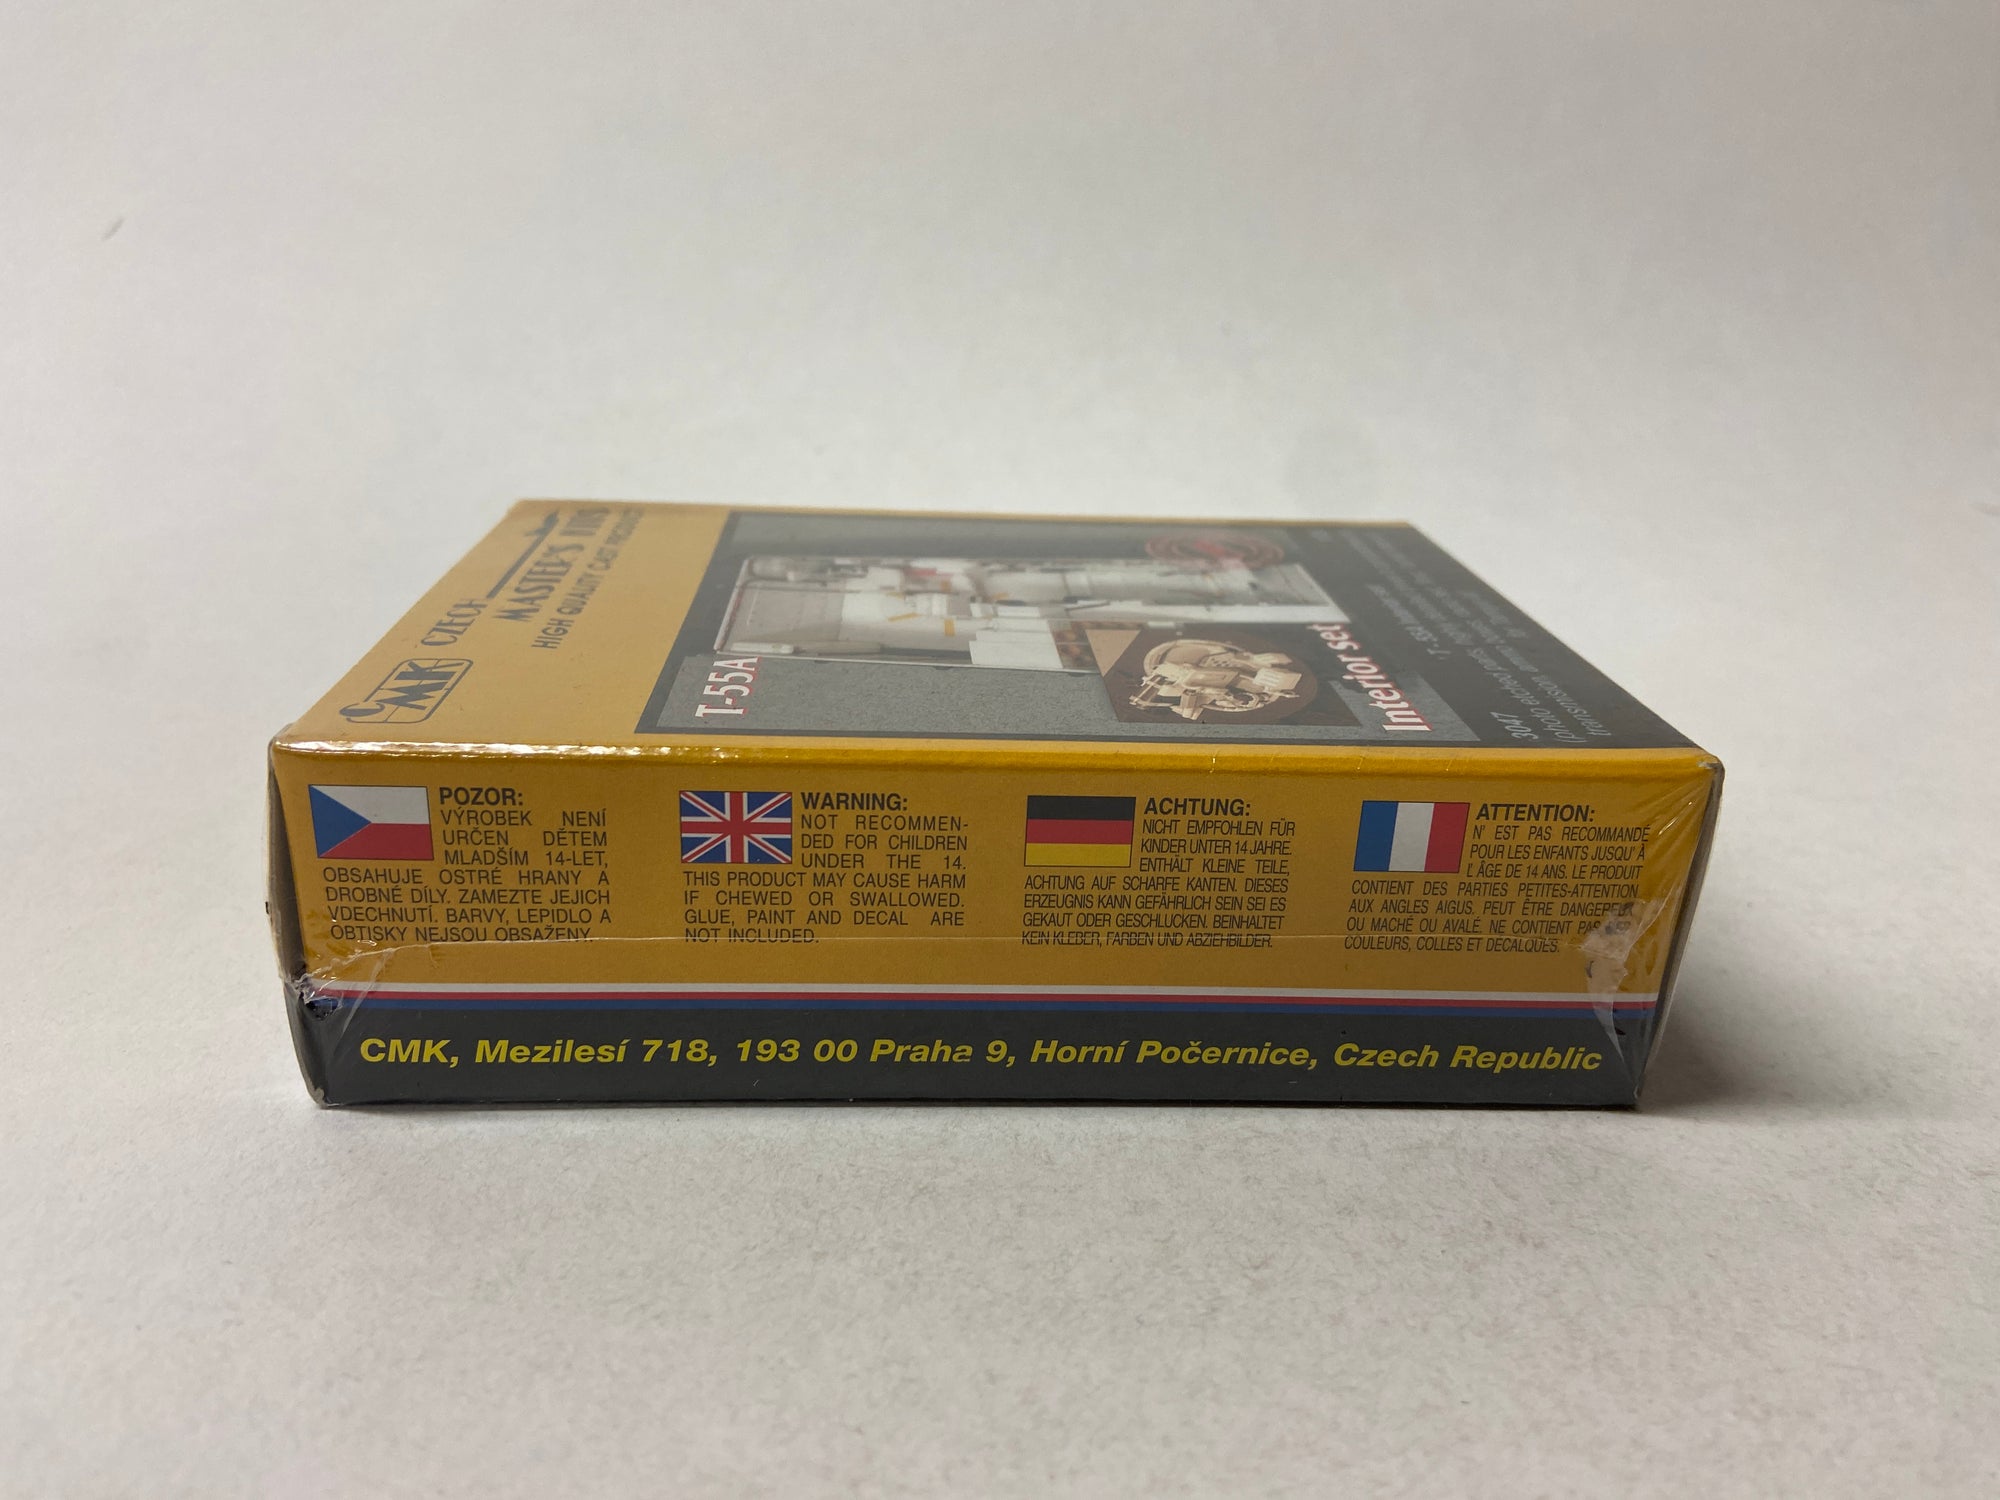 CMK
CZECH
MASTER'S KITS
HIGH QUALITY CAST PRODUCT
T-55A
Interior set
3047
T - 55A Interior set
POZOR:
VÝROBEK NENÍ
URČEN DĚTEM
MLADŠÍM 14-LET,
OBSAHUJE OSTRÉ HRANY A
DROBNÉ DÍLY. ZAMEZTE JEJICH
VDECHNUTÍ. BARVY, LEPIDLO A
OBTISKY NEJSOU OBSAŽENY.
WARNING:
NOT RECOMMEN-
DED FOR CHILDREN
UNDER THE 14.
THIS PRODUCT MAY CAUSE HARM
IF CHEWED OR SWALLOWED.
GLUE, PAINT AND DECAL ARE
NOT INCLUDED.
ACHTUNG:
NICHT EMPFOHLEN FÜR
KINDER UNTER 14 JAHRE.
ENTHÄLT KLEINE TEILE,
ACHTUNG AUF SCHARFE KANTEN. DIESES
ERZEUGNIS KANN GEFÄHRLICH SEIN SEI ES
GEKAUT ODER GESCHLUCKEN. BEINHALTET
KEIN KLEBER, FARBEN UND ABZIEHBILDER.
ATTENTION:
N' EST PAS RECOMMANDÉ
POUR LES ENFANTS JUSQU' À
L' ÂGE DE 14 ANS. LE PRODUIT
CONTIENT DES PARTIES PETITES-ATTENTION
AUX ANGLES AIGUS. PEUT ÊTRE DANGEREUX
OU MACHÉ OU AVALÉ. NE CONTIENT PAS
COULEURS, COLLES ET DECALQUES.
CMK, Mezilesí 718, 193 00 Praha 9, Horní Počernice, Czech Republic